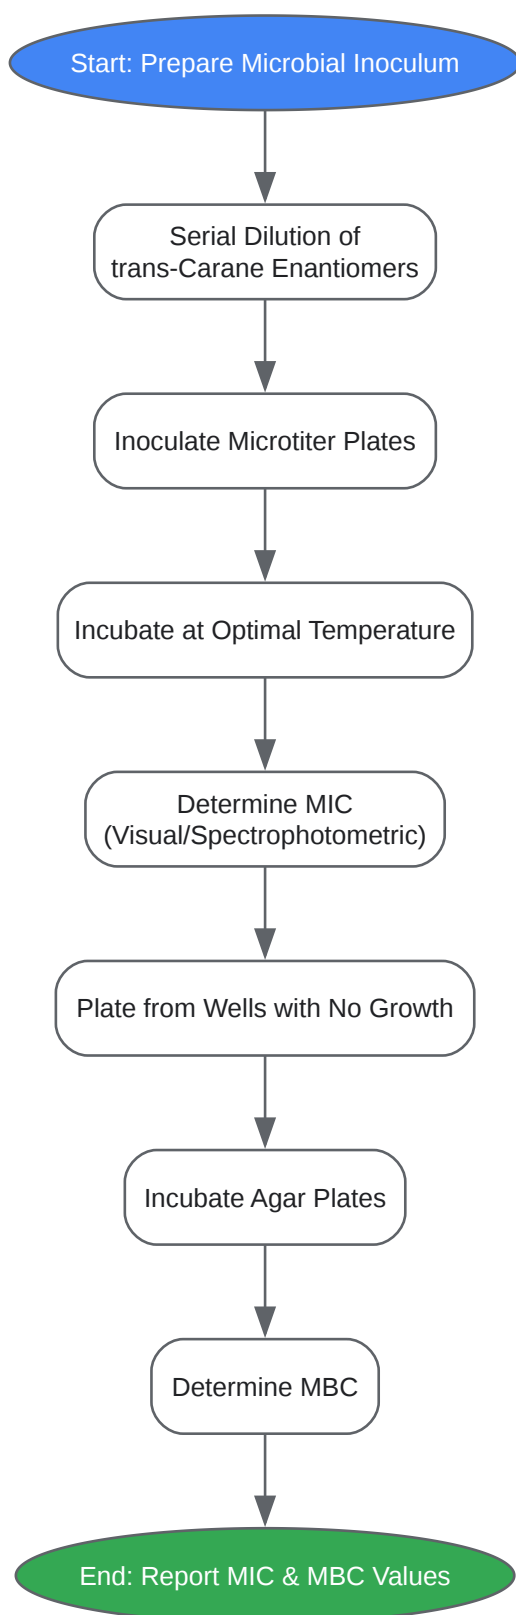 Start: Prepare Microbial Inoculum
Serial Dilution of
trans-Carane Enantiomers
Inoculate Microtiter Plates
Incubate at Optimal Temperature
Determine MIC
(Visual/Spectrophotometric)
Plate from Wells with No Growth
Incubate Agar Plates
Determine MBC
End: Report MIC & MBC Values